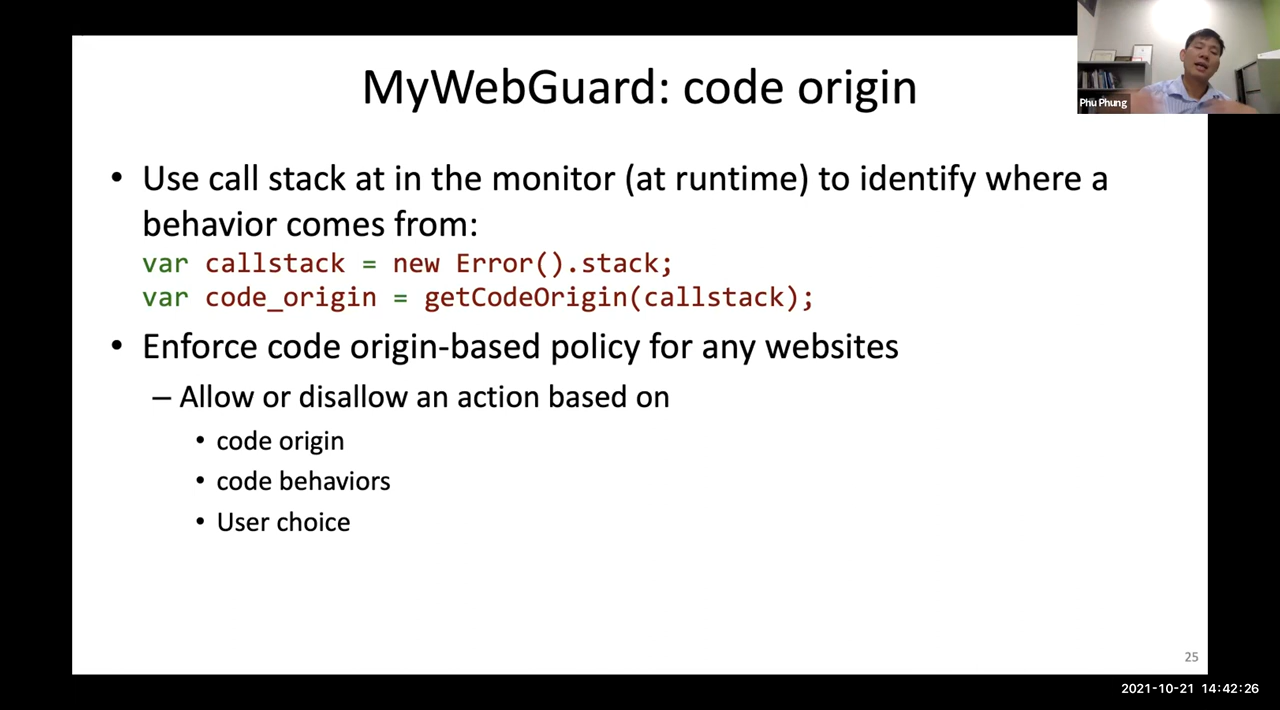 MyWebGuard: code origin
Phu Phung
• Use call stack at in the monitor (at runtime) to identify where a
behavior comes from:
var callstack = new Error().stack;
var code_origin = getCodeOrigin(callstack);
• Enforce code origin-based policy for any websites
– Allow or disallow an action based on
• code origin
• code behaviors
• User choice
25
2021-10-21 14:42:26